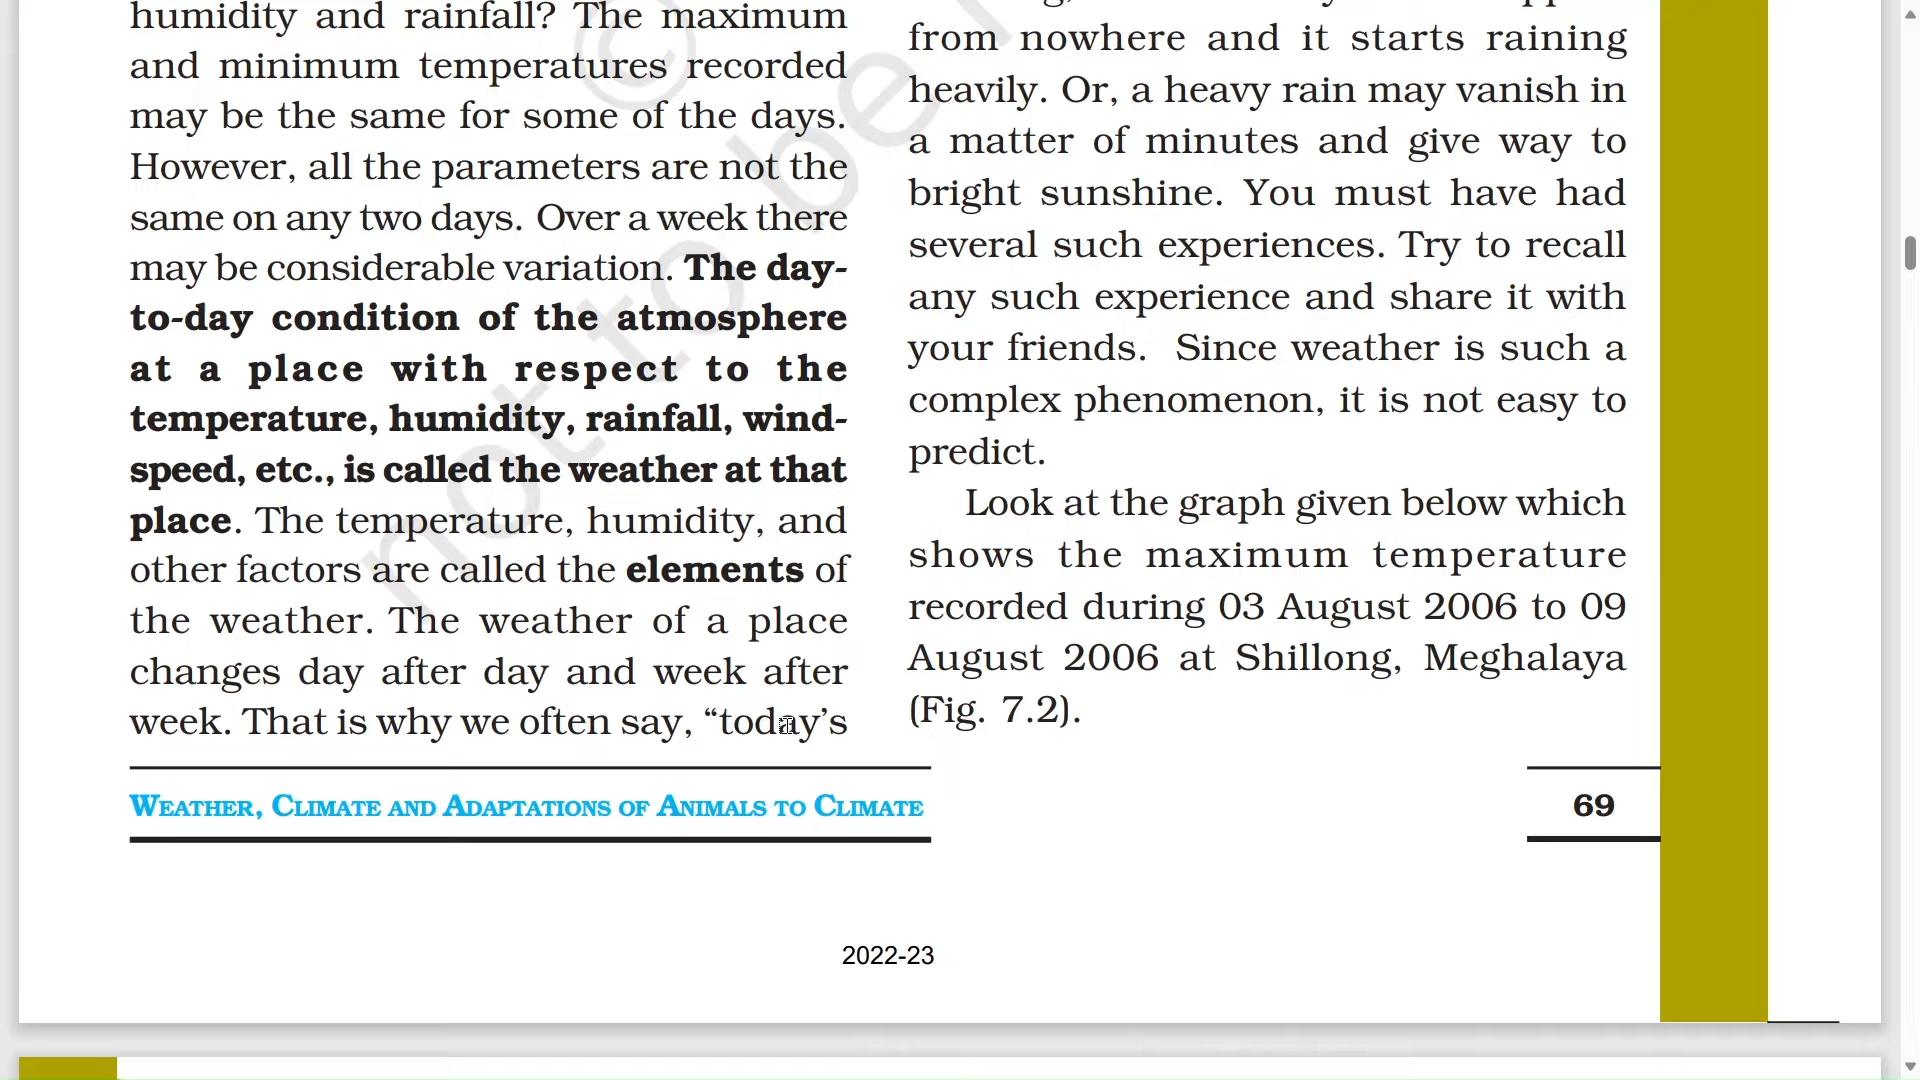 humidity and rainfall? The maximum
and minimum temperatures recorded
may be the same for some of the days.
However, all the parameters are not the
same on any two days. Over a week there
may be considerable variation. The day-
to-day condition of the atmosphere
at a place with respect to the
temperature, humidity, rainfall, wind-
speed, etc., is called the weather at that
place. The temperature, humidity, and
other factors are called the elements of
the weather. The weather of a place
changes day after day and week after
week. That is why we often say, “today’s
from nowhere and it starts raining
heavily. Or, a heavy rain may vanish in
a matter of minutes and give way to
bright sunshine. You must have had
several such experiences. Try to recall
any such experience and share it with
your friends. Since weather is such a
complex phenomenon, it is not easy to
predict.
Look at the graph given below which
shows the maximum temperature
recorded during 03 August 2006 to 09
August 2006 at Shillong, Meghalaya
(Fig. 7.2).
WEATHER, CLIMATE AND ADAPTATIONS OF ANIMALS TO CLIMATE
69
2022-23
©
not to be